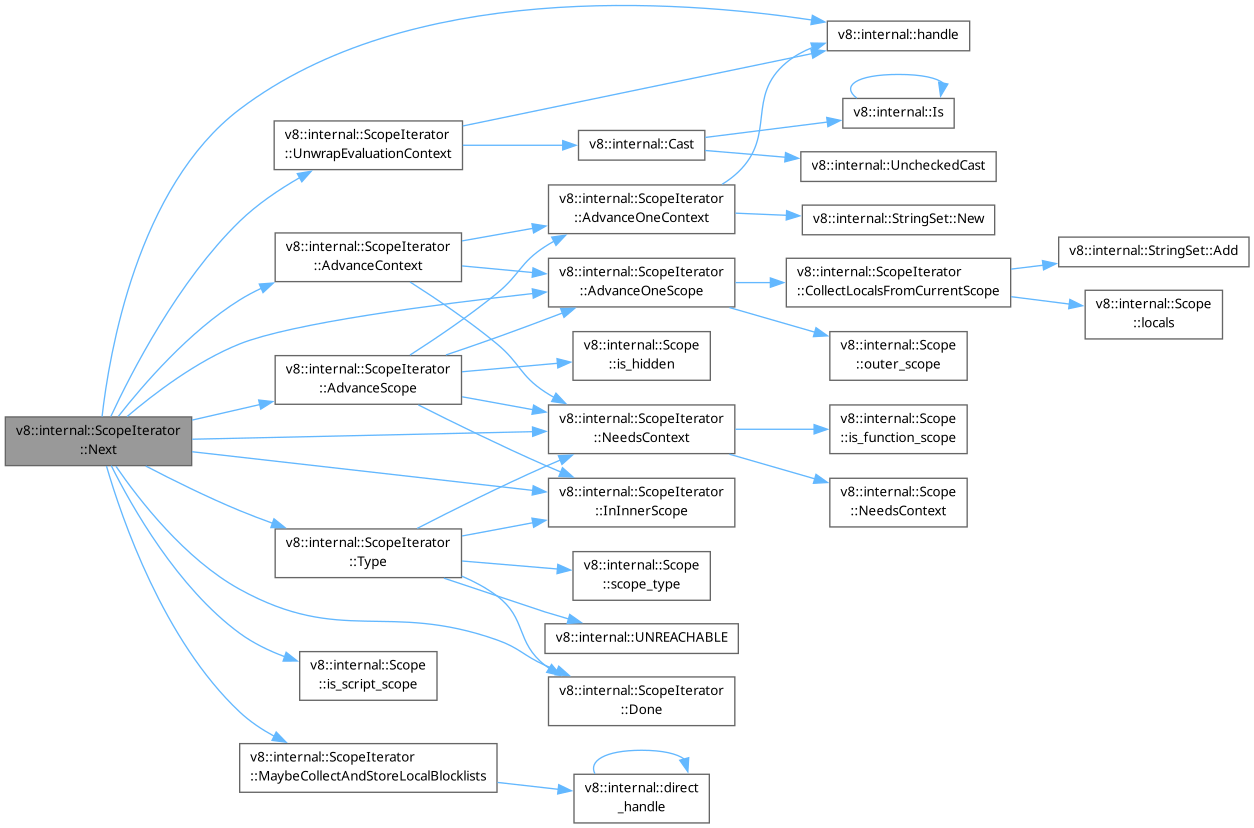 v8::internal::ScopeIterator
::Next
v8::internal::ScopeIterator
::UnwrapEvaluationContext
v8::internal::ScopeIterator
::AdvanceContext
v8::internal::ScopeIterator
::AdvanceScope
v8::internal::ScopeIterator
::Type
v8::internal::Scope
::is_script_scope
v8::internal::ScopeIterator
::MaybeCollectAndStoreLocalBlocklists
v8::internal::Cast
v8::internal::ScopeIterator
::AdvanceOneContext
v8::internal::ScopeIterator
::AdvanceOneScope
v8::internal::Scope
::is_hidden
v8::internal::ScopeIterator
::NeedsContext
v8::internal::ScopeIterator
::InInnerScope
v8::internal::Scope
::scope_type
v8::internal::UNREACHABLE
v8::internal::ScopeIterator
::Done
v8::internal::direct
_handle
v8::internal::handle
v8::internal::Is
v8::internal::UncheckedCast
v8::internal::StringSet::New
v8::internal::ScopeIterator
::CollectLocalsFromCurrentScope
v8::internal::Scope
::outer_scope
v8::internal::Scope
::is_function_scope
v8::internal::Scope
::NeedsContext
v8::internal::StringSet::Add
v8::internal::Scope
::locals